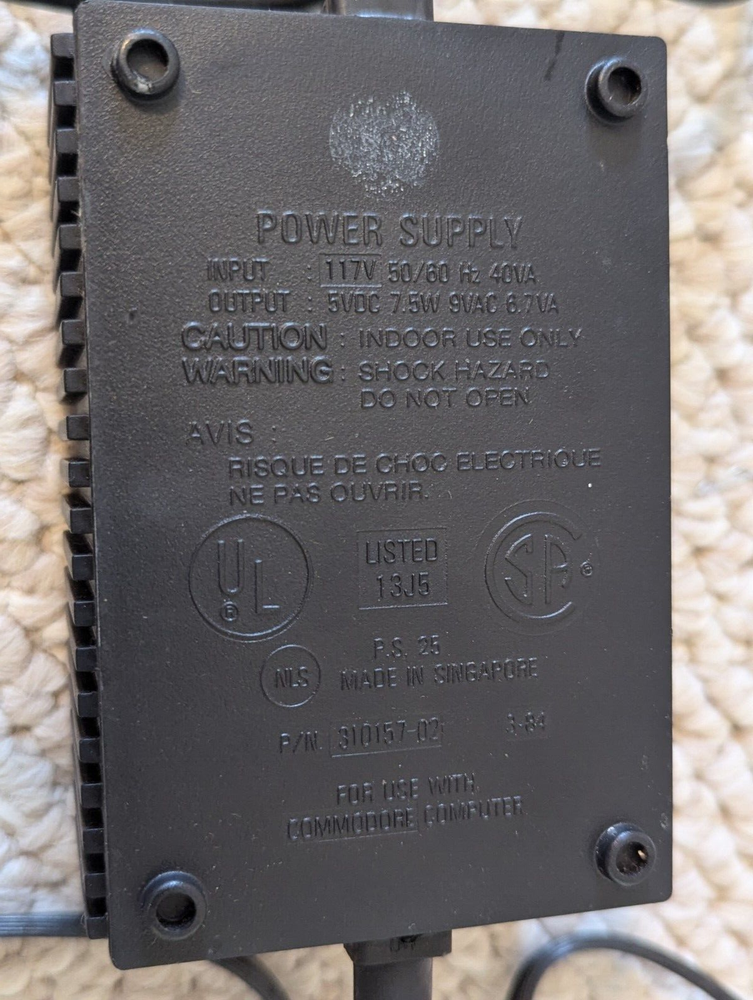 POWER SUPPLY
INPUT : 117V 50/60 Hz 40VA
OUTPUT : 5VDC 7.5W 9VAC 6.7VA
CAUTION : INDOOR USE ONLY
WARNING : SHOCK HAZARD
DO NOT OPEN
AVIS :
RISQUE DE CHOC ELECTRIQUE
NE PAS OUVRIR.
UL ®
LISTED
13J5
SA ®
P.S. 25
NLS
MADE IN SINGAPORE
P/N. 310157-02
FOR USE WITH
COMMODORE COMPUTER